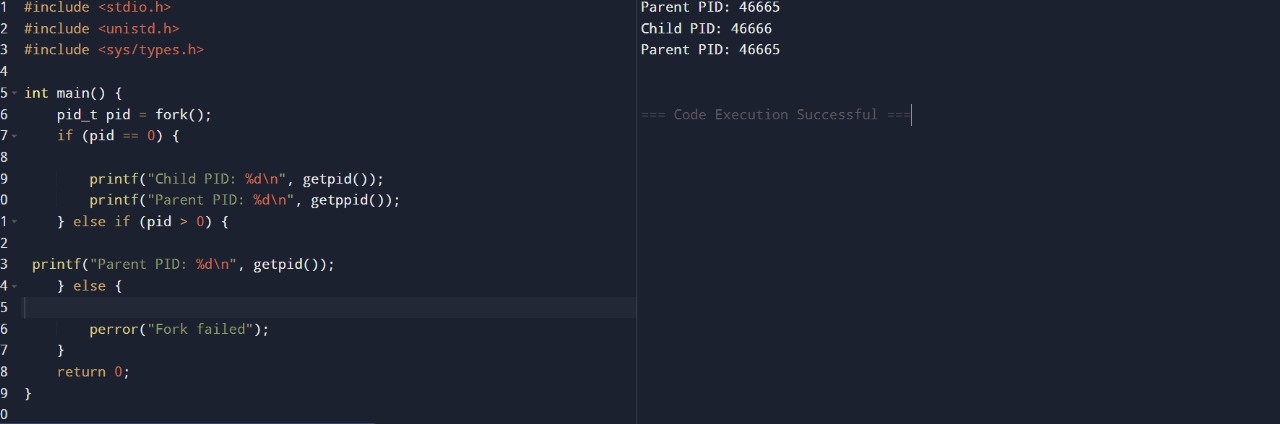 1 #include <stdio.h>
2 #include <unistd.h>
3 #include <sys/types.h>
4
5 int main() {
6 pid_t pid = fork();
7 if (pid == 0) {
8
9 printf("Child PID: %d\n", getpid());
0 printf("Parent PID: %d\n", getppid());
1 } else if (pid > 0) {
2
3 printf("Parent PID: %d\n", getpid());
4 } else {
5
6 perror("Fork failed");
7 }
8 return 0;
9 }
0
Parent PID: 46665
Child PID: 46666
Parent PID: 46665
=== Code Execution Successful ===